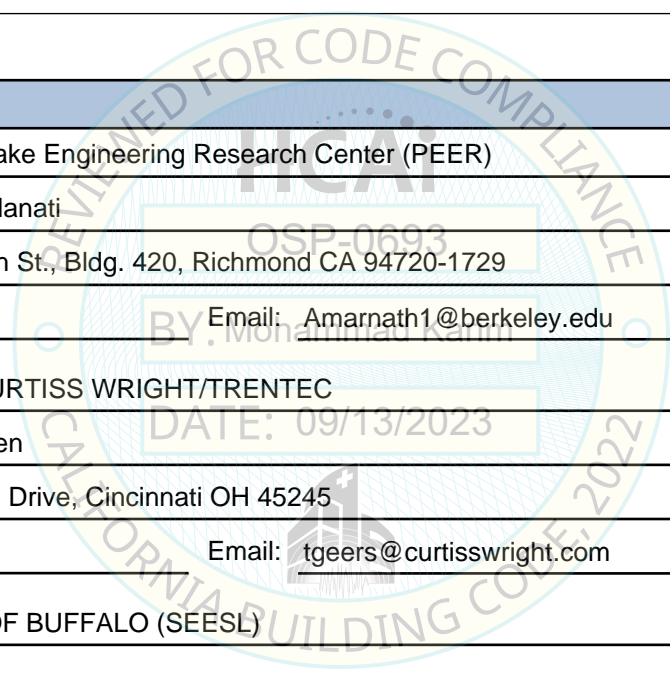 ake Engineering Research Center (PEER)
lanati
n St., Bldg. 420, Richmond CA 94720-1729
Email: Amarnath1@berkeley.edu
URTISS WRIGHT/TRENTEC
en
Drive, Cincinnati OH 45245
Email: tgeers@curtisswright.com
OF BUFFALO (SEESL)
REVIEWED FOR CODE COMPLIANCE
HCAi
OSP-0693
BY: Mohammad Karim
DATE: 09/13/2023
CALIFORNIA BUILDING CODE, 2022